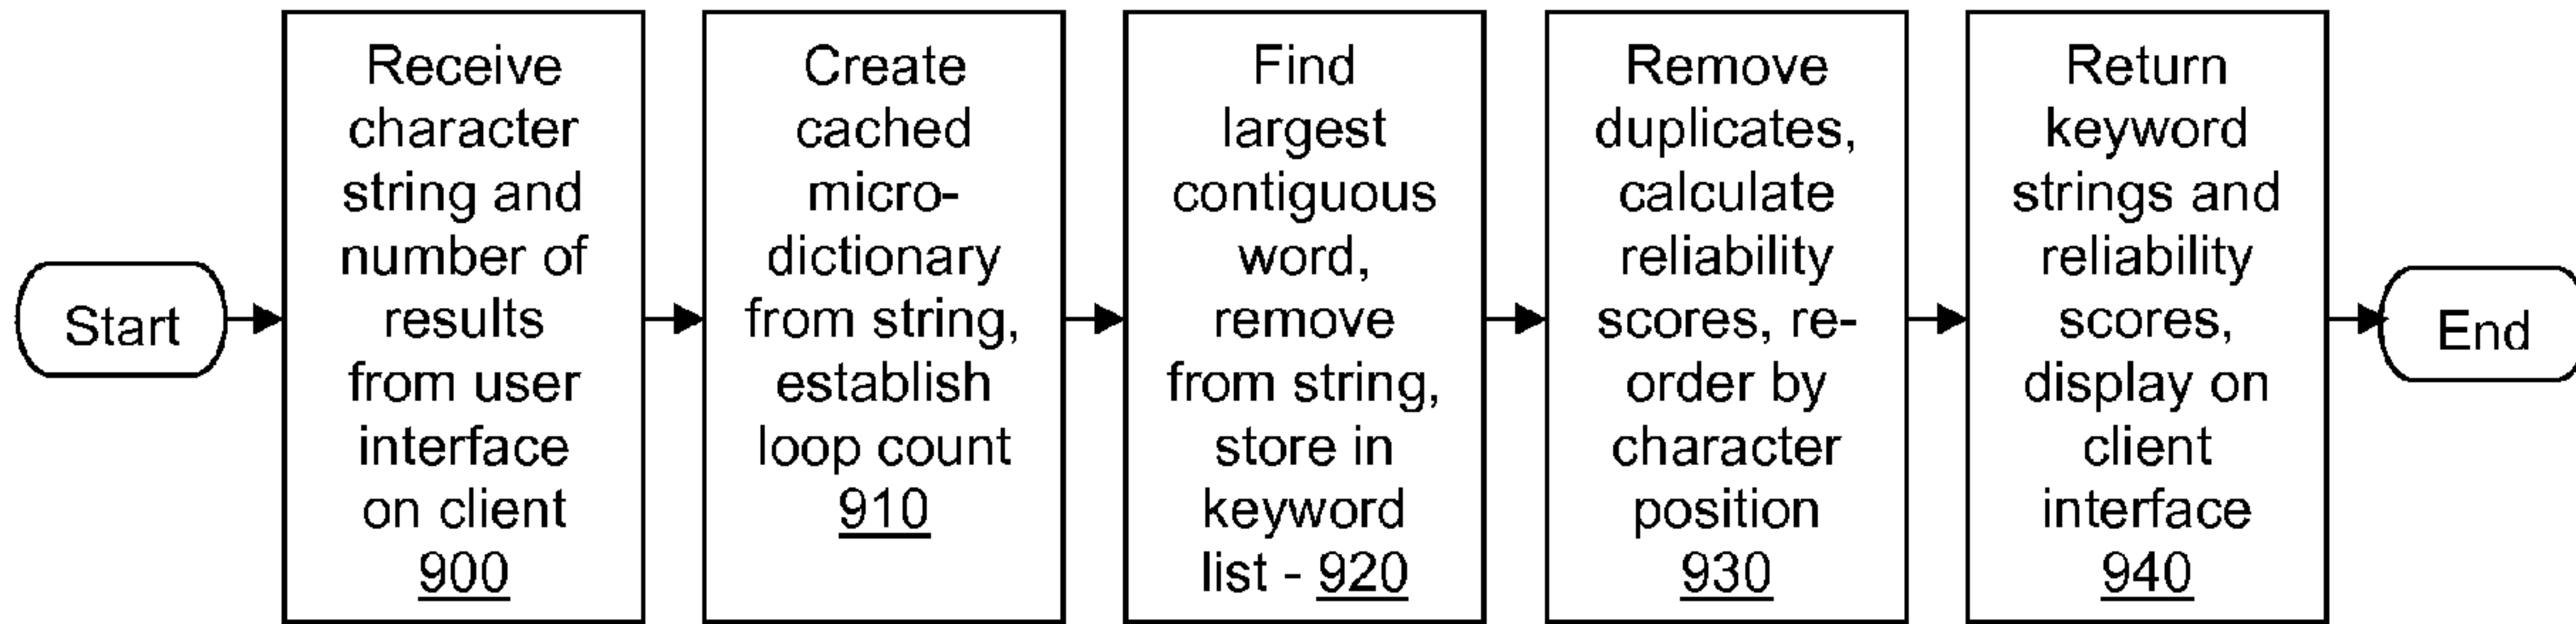 Start
Receive
character
string and
number of
results
from user
interface
on client
900
Create
cached
micro-
dictionary
from string,
establish
loop count
910
Find
largest
contiguous
word,
remove
from string,
store in
keyword
list - 920
Remove
duplicates,
calculate
reliability
scores, re-
order by
character
position
930
Return
keyword
strings and
reliability
scores,
display on
client
interface
940
End